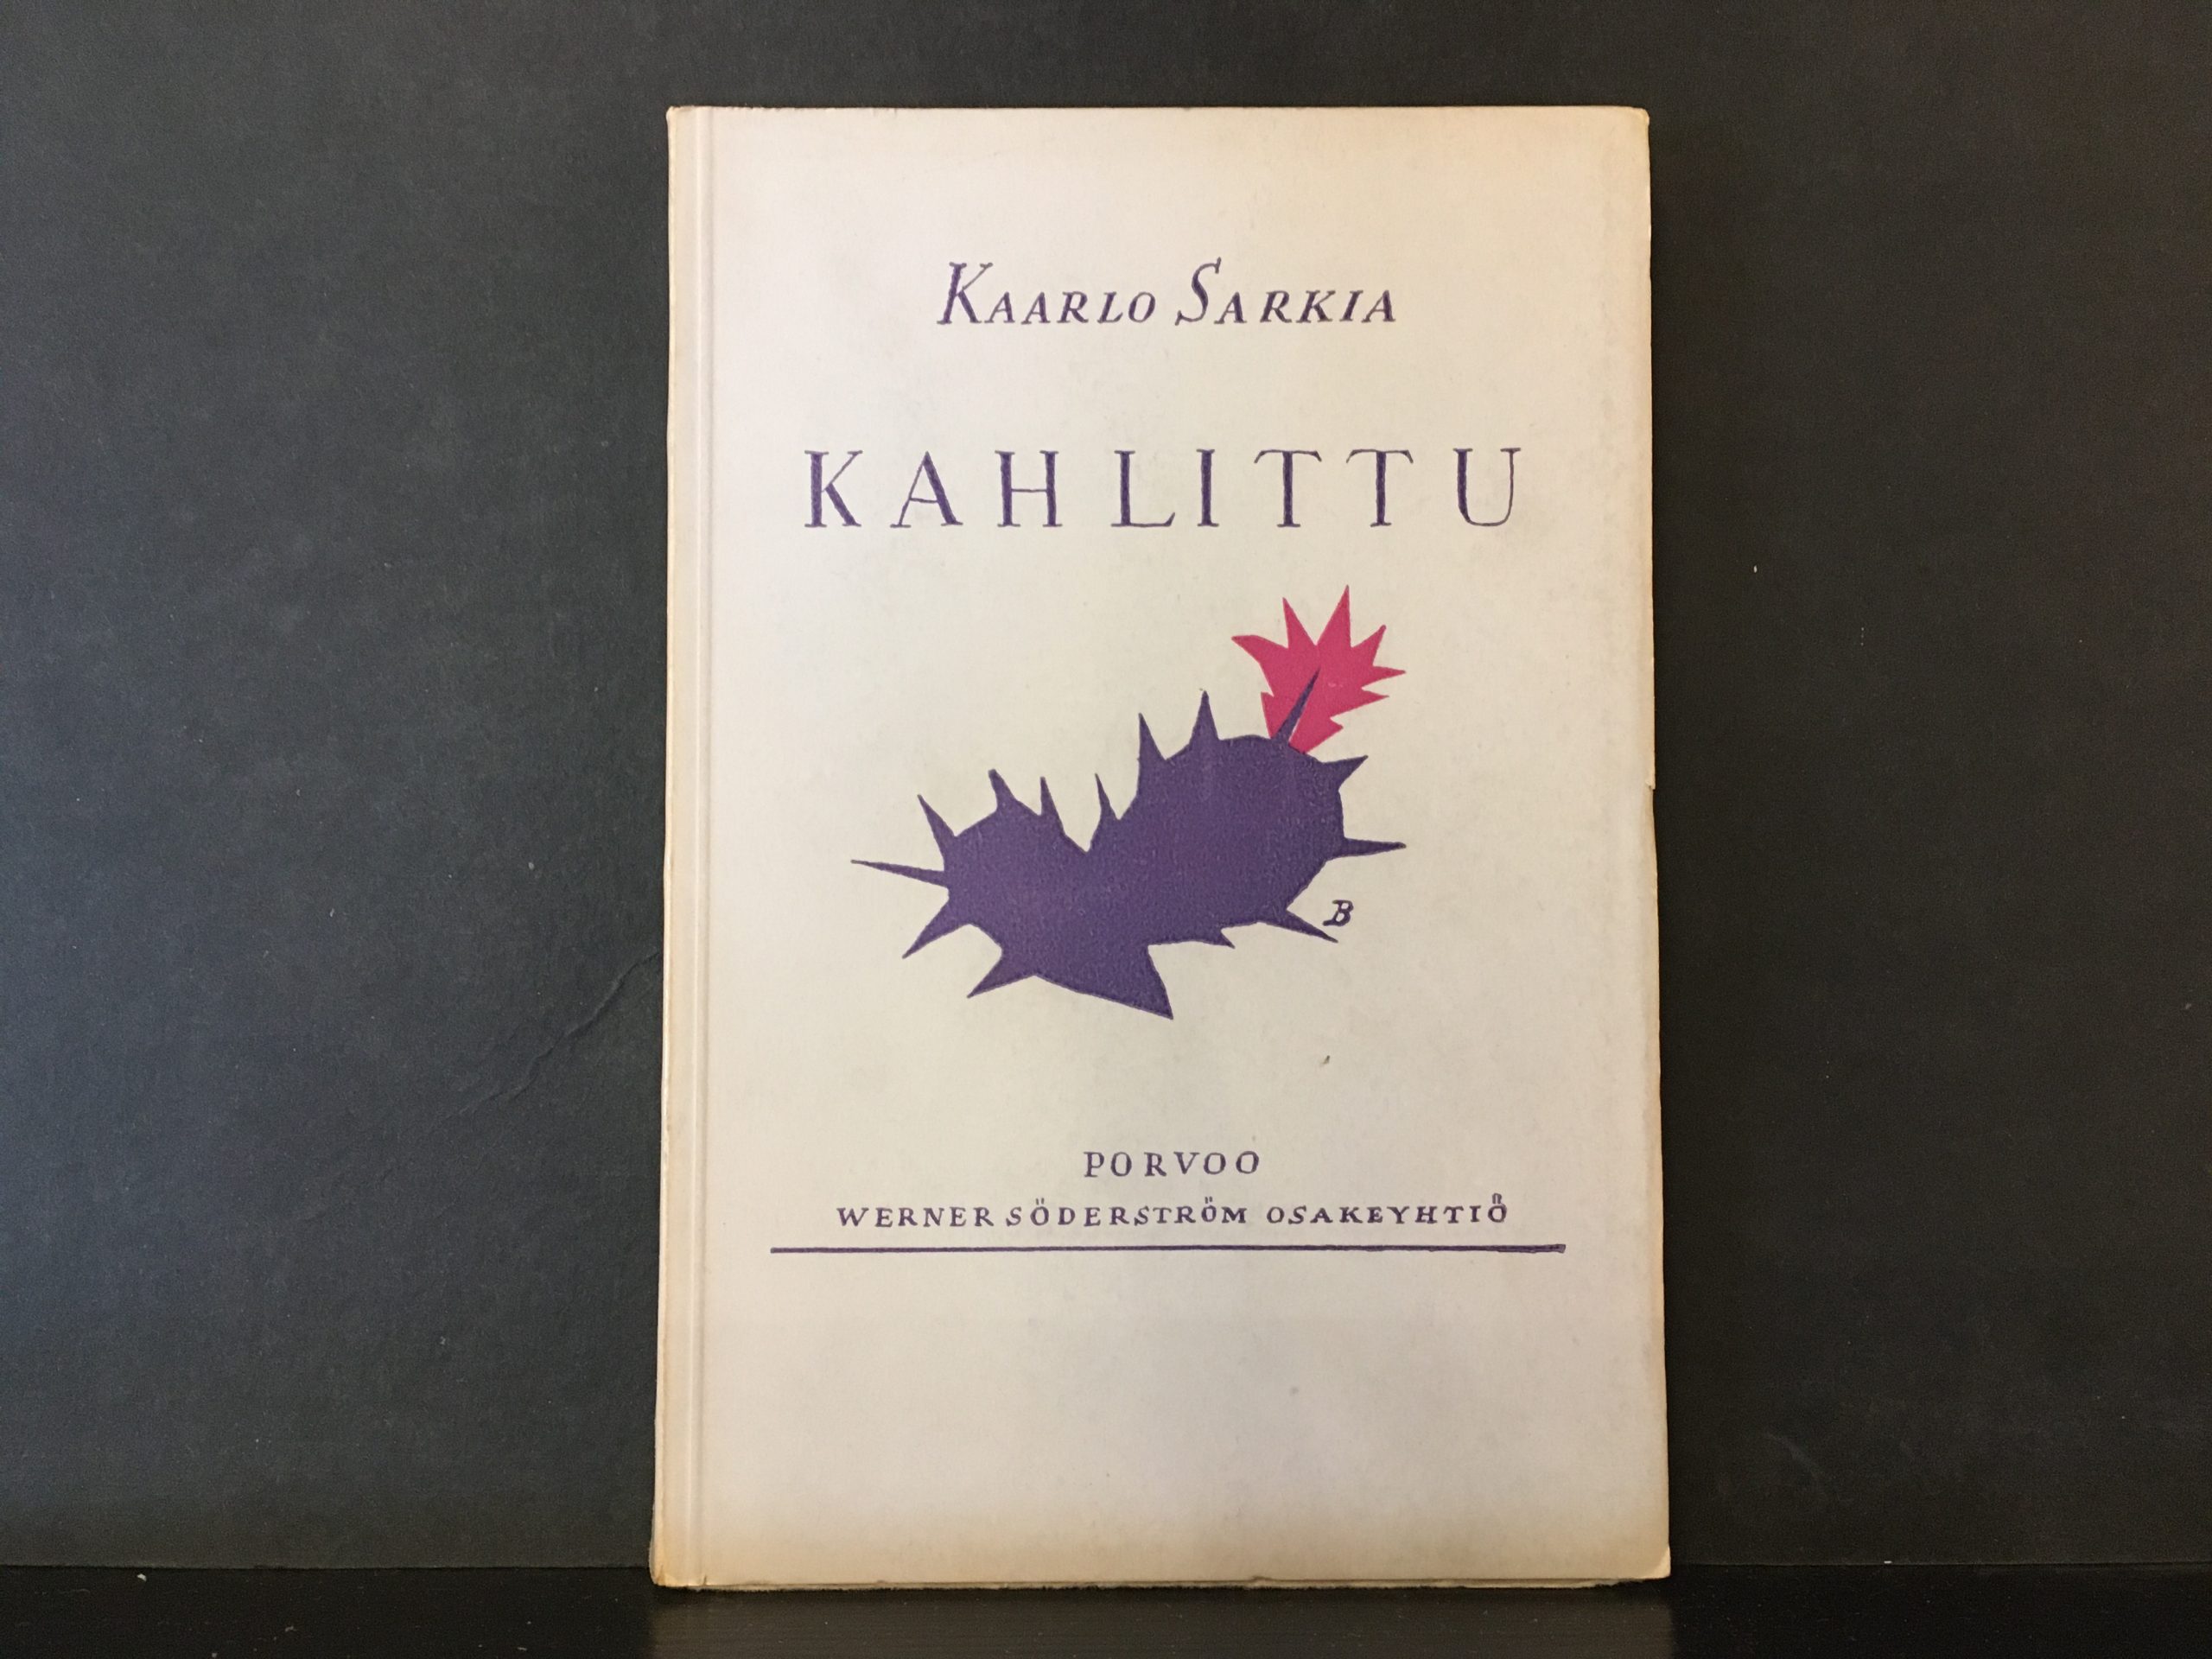 KAARLO SARKIA
KAHLITTU
B
PORVOO
WERNER SÖDERSTRÖM OSAKEYHTIÖ